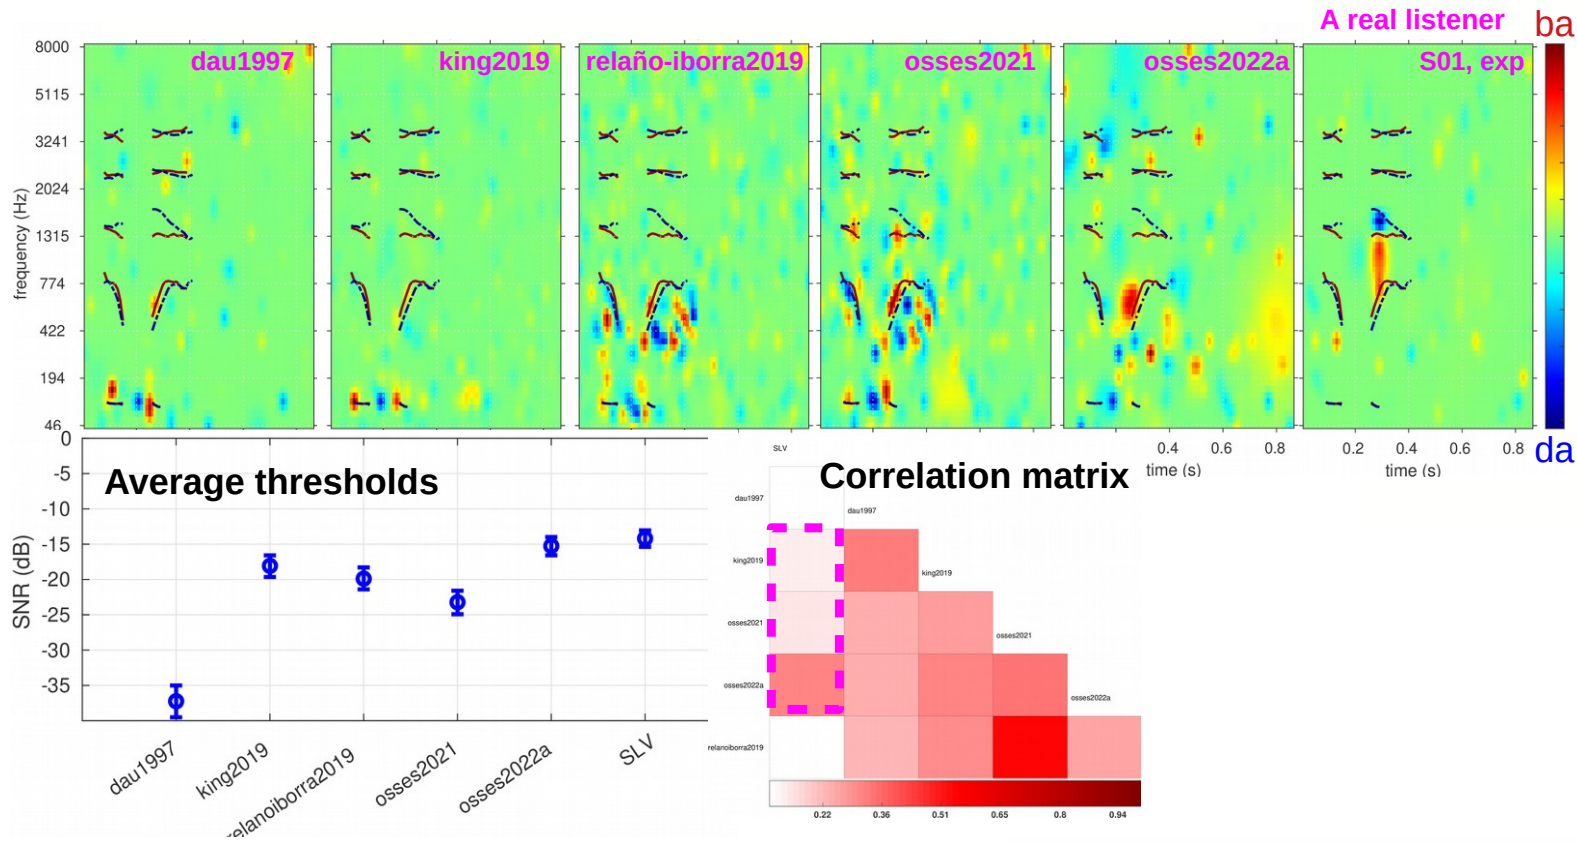 A real listener
ba
dau1997
king2019
relaño-iborra2019
osses2021
osses2022a
S01, exp
frequency (Hz)
8000
5115
3241
2024
1315
774
422
194
46
0.4 0.6 0.8
time (s)
0.2 0.4 0.6 0.8
time (s)
da
Average thresholds
SNR (dB)
0
-5
-10
-15
-20
-25
-30
-35
dau1997
king2019
relanoiborra2019
osses2021
osses2022a
SLV
Correlation matrix
SLV
dau1997
dau1997
king2019
king2019
osses2021
osses2021
osses2022a
osses2022a
relanoiborra2019
0.22 0.36 0.51 0.65 0.8 0.94